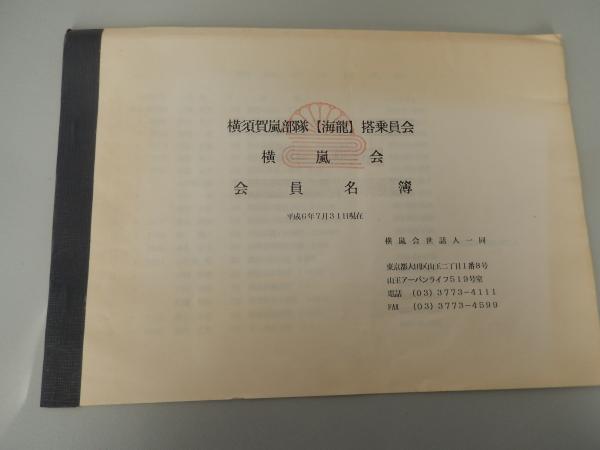 横須賀嵐部隊【海龍】搭乗員会
横嵐会
会員名簿
平成6年7月31日現在
横嵐会世話人一同
東京都大田区山王二丁目1番8号
山王アーバンライフ519号室
電話 (03) 3773-4111
FAX (03) 3773-4599